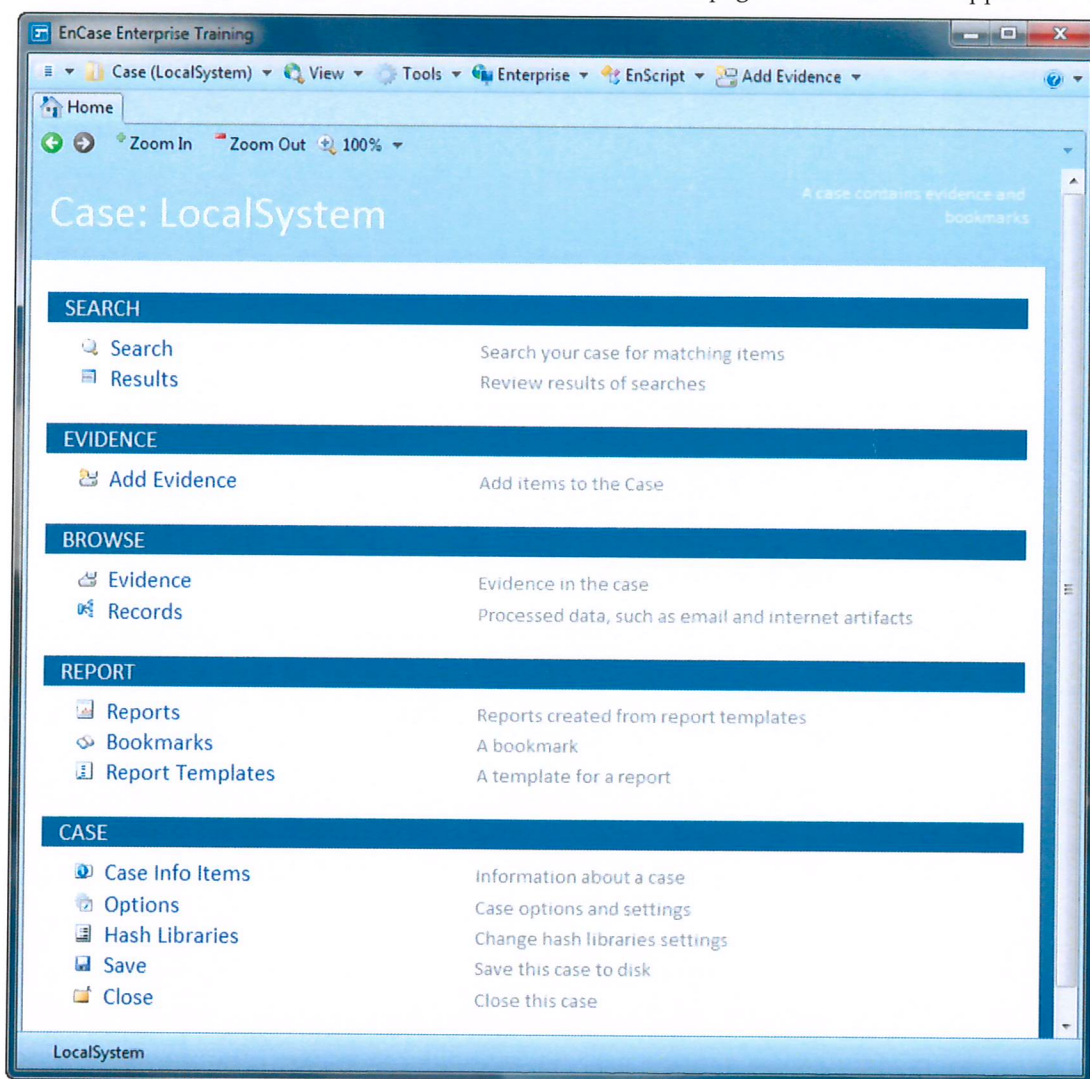 EnCase Enterprise Training
Case (LocalSystem) View Tools Enterprise EnScript Add Evidence
Home
Zoom In Zoom Out 100%
Case: LocalSystem
A case contains evidence and
bookmarks
SEARCH
Search Search your case for matching items
Results Review results of searches
EVIDENCE
Add Evidence Add items to the Case
BROWSE
Evidence Evidence in the case
Records Processed data, such as email and internet artifacts
REPORT
Reports Reports created from report templates
Bookmarks A bookmark
Report Templates A template for a report
CASE
Case Info Items Information about a case
Options Case options and settings
Hash Libraries Change hash libraries settings
Save Save this case to disk
Close Close this case
LocalSystem